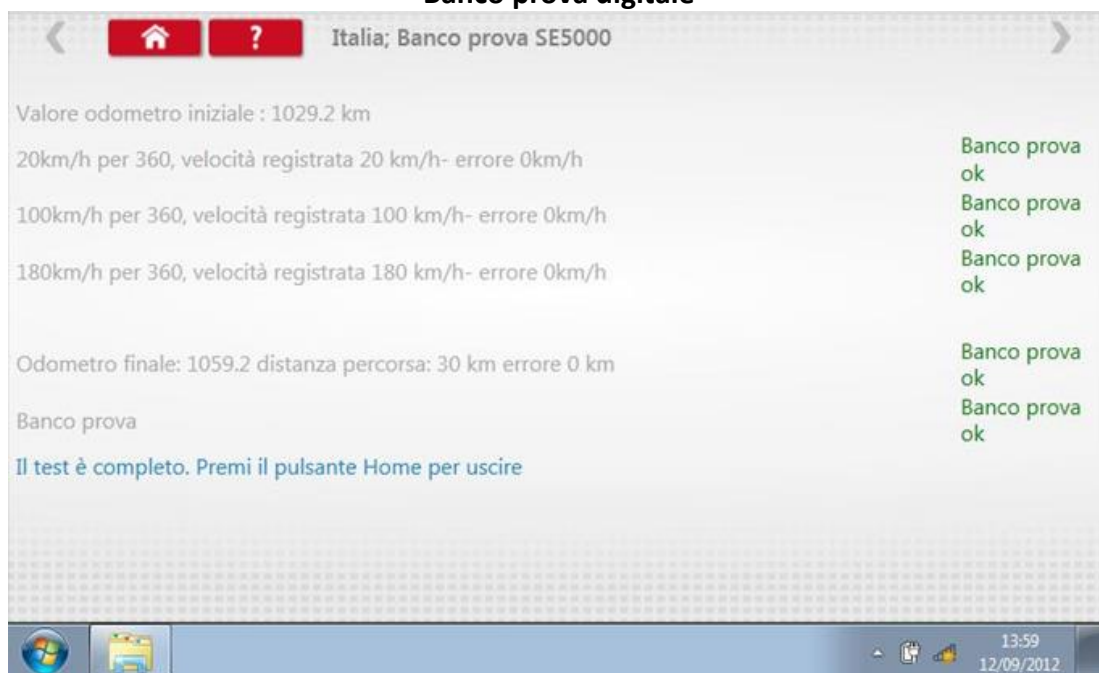 Banco prova digitale
?
Italia; Banco prova SE5000
Valore odometro iniziale : 1029.2 km
20km/h per 360, velocità registrata 20 km/h- errore 0km/h
Banco prova
ok
100km/h per 360, velocità registrata 100 km/h- errore 0km/h
Banco prova
ok
180km/h per 360, velocità registrata 180 km/h- errore 0km/h
Banco prova
ok
Odometro finale: 1059.2 distanza percorsa: 30 km errore 0 km
Banco prova
ok
Banco prova
Banco prova
ok
Il test è completo. Premi il pulsante Home per uscire
13:59
12/09/2012